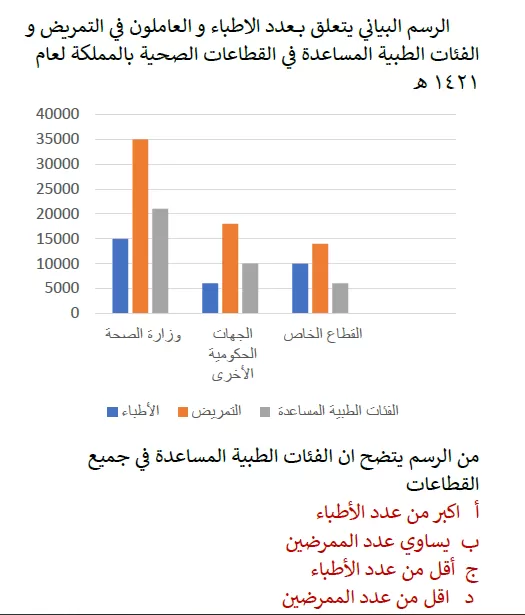 الرسم البياني يتعلق بعدد الاطباء و العاملون في التمريض و
الفئات الطبية المساعدة في القطاعات الصحية بالمملكة لعام
١٤٢١ هـ
40000
35000
30000
25000
20000
15000
10000
5000
0
وزارة الصحة
الجهات
الحكومية
الأخرى
القطاع الخاص
الأطباء
التمريض
الفئات الطبية المساعدة
من الرسم يتضح ان الفئات الطبية المساعدة في جميع
القطاعات
أ اكبر من عدد الأطباء
ب يساوي عدد الممرضين
ج أقل من عدد الأطباء
د اقل من عدد الممرضين